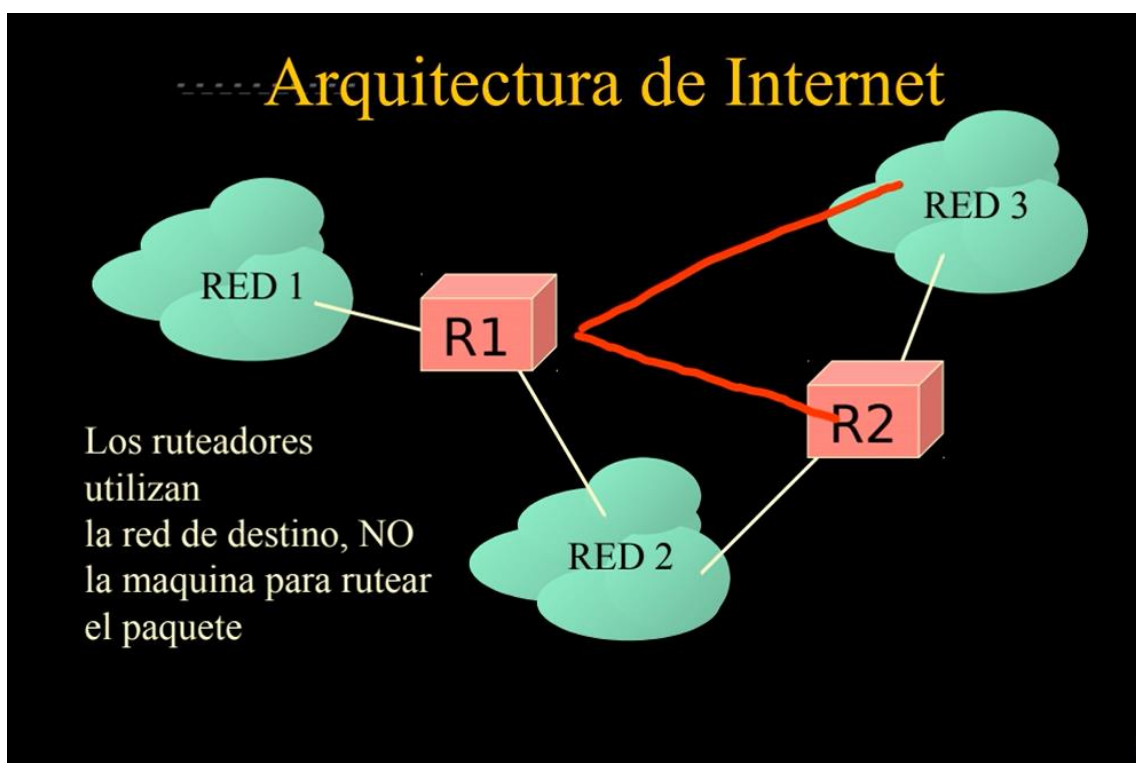 Arquitectura de Internet
RED 3
RED 1
R1
R2
Los ruteadores
utilizan
la red de destino, NO
la maquina para rutear
el paquete
RED 2